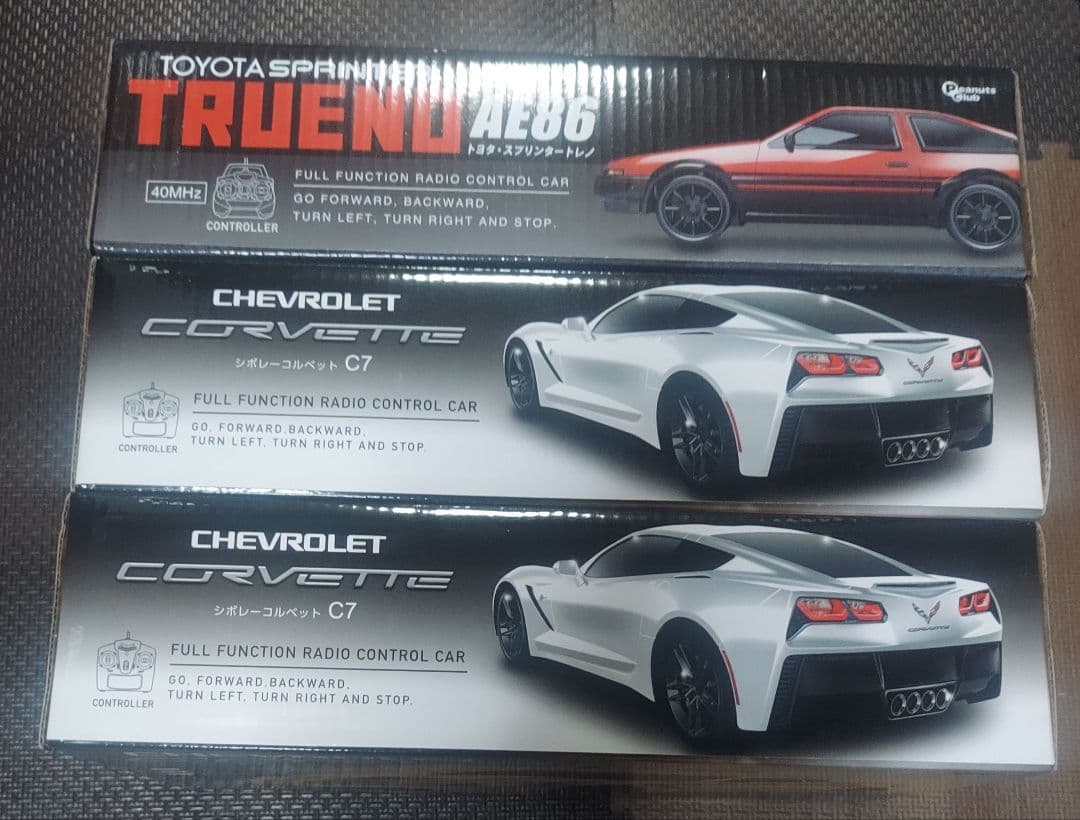 TOYOTA SPRINTER
TRUENO AE86
トヨタ・スプリンタートレノ
Peanuts Club
40MHz
CONTROLLER
FULL FUNCTION RADIO CONTROL CAR
GO FORWARD, BACKWARD,
TURN LEFT, TURN RIGHT AND STOP.
CHEVROLET
CORVETTE
シボレーコルベット C7
CONTROLLER
FULL FUNCTION RADIO CONTROL CAR
GO. FORWARD,BACKWARD,
TURN LEFT. TURN RIGHT AND STOP.
CORVETTE
CHEVROLET
CORVETTE
シボレーコルベット C7
CONTROLLER
FULL FUNCTION RADIO CONTROL CAR
GO. FORWARD,BACKWARD,
TURN LEFT. TURN RIGHT AND STOP.
CORVETTE